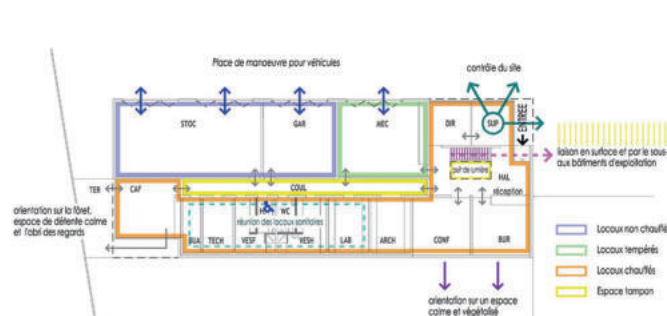 Place de manoeuvre pour véhicules
contrôle du site
STOC
GAR
MEC
DIR
SUP
ENTREE
liaison en surface et par le sous-
aux bâtiments d'exploitation
puit de lumière
HAL
réception
TER
CAF
COUL
orientation sur la forêt,
espace de détente calme
et l'abri des regards
WC
réunion des locaux sanitaires
BUA
TECH
VESF
VESH
LAB
ARCH
CONF
BUR
orientation sur un espace
calme et végétalisé
Locaux non chauffé
Locaux tempérés
Locaux chauffés
Espace tampon